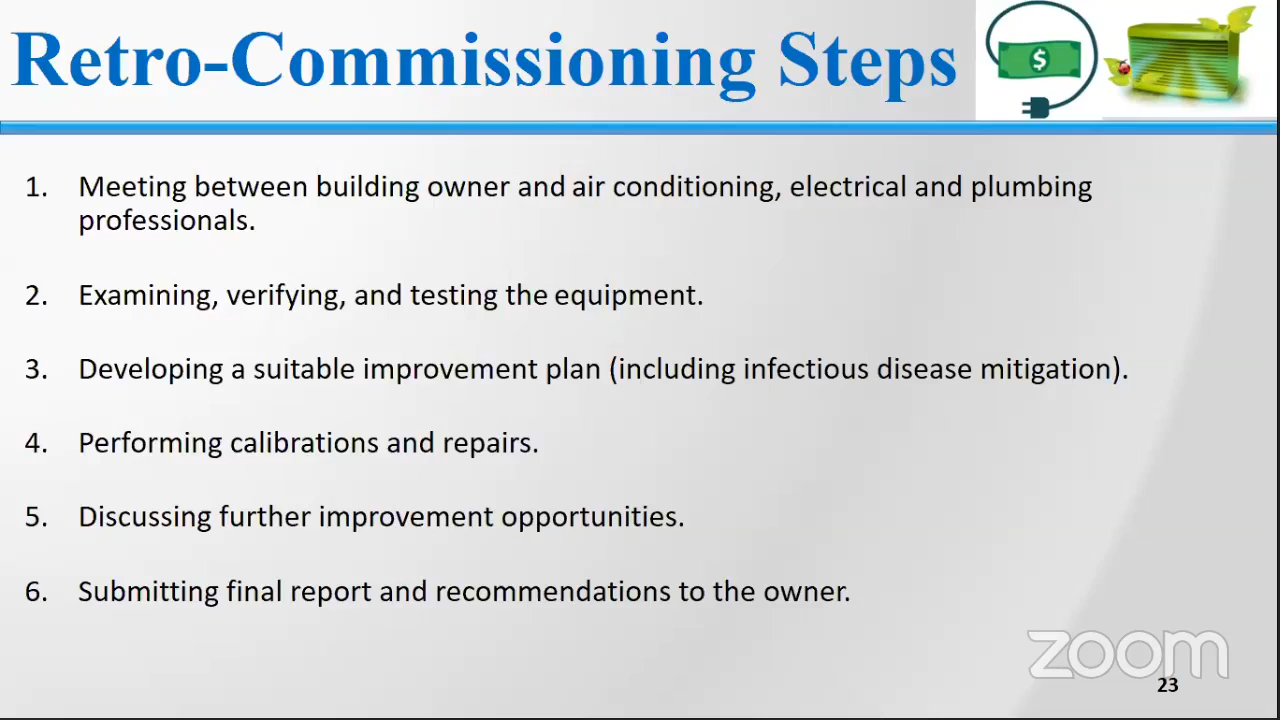 Retro-Commissioning Steps
$
1. Meeting between building owner and air conditioning, electrical and plumbing
professionals.
2. Examining, verifying, and testing the equipment.
3. Developing a suitable improvement plan (including infectious disease mitigation).
4. Performing calibrations and repairs.
5. Discussing further improvement opportunities.
6. Submitting final report and recommendations to the owner.
zoom
23